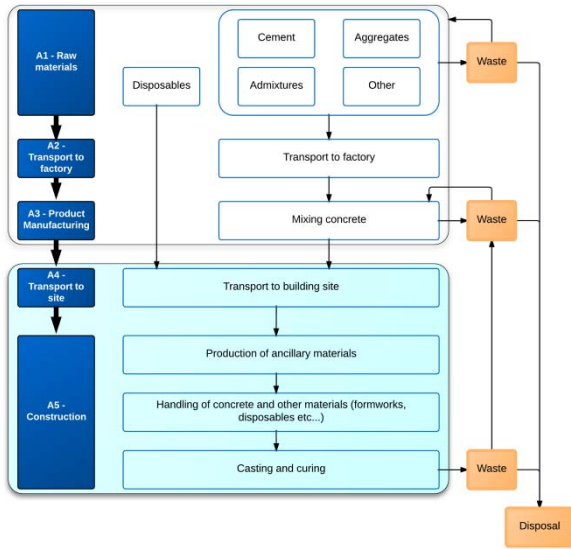 A1 - Raw
materials
Cement
Aggregates
Disposables
Admixtures
Other
Waste
A2 -
Transport to
factory
Transport to factory
A3 - Product
Manufacturing
Mixing concrete
Waste
A4 -
Transport to
site
Transport to building site
Production of ancillary materials
A5 -
Construction
Handling of concrete and other materials (formworks,
disposables etc...)
Casting and curing
Waste
Disposal